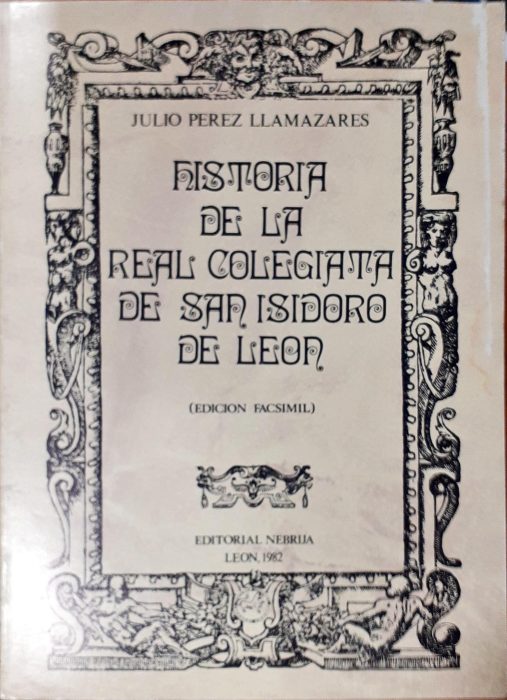 JULIO PEREZ LLAMAZARES
HISTORIA
DE LA
REAL COLEGIATA
DE SAN ISIDORO
DE LEON
(EDICION FACSIMIL)
EDITORIAL NEBRIJA
LEON, 1982